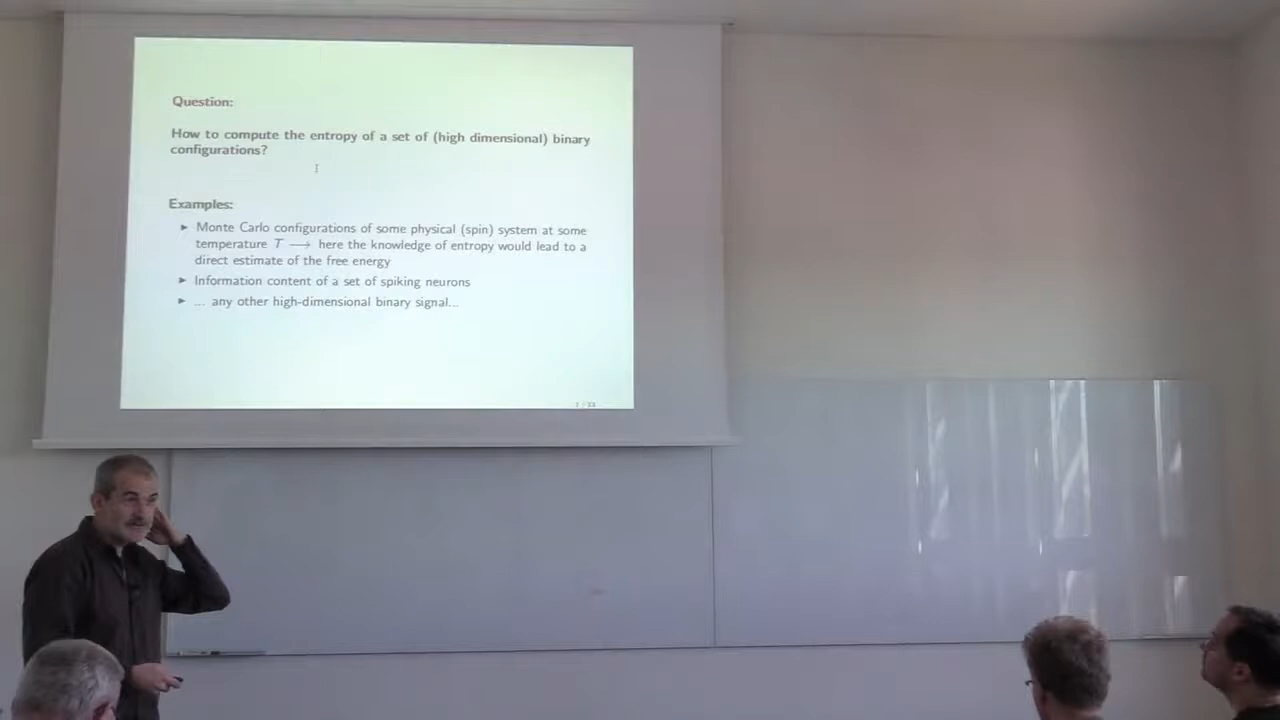 Question:
How to compute the entropy of a set of (high dimensional) binary
configurations?
Examples:
► Monte Carlo configurations of some physical (spin) system at some
temperature T ⟶ here the knowledge of entropy would lead to a
direct estimate of the free energy
► Information content of a set of spiking neurons
► ... any other high-dimensional binary signal...